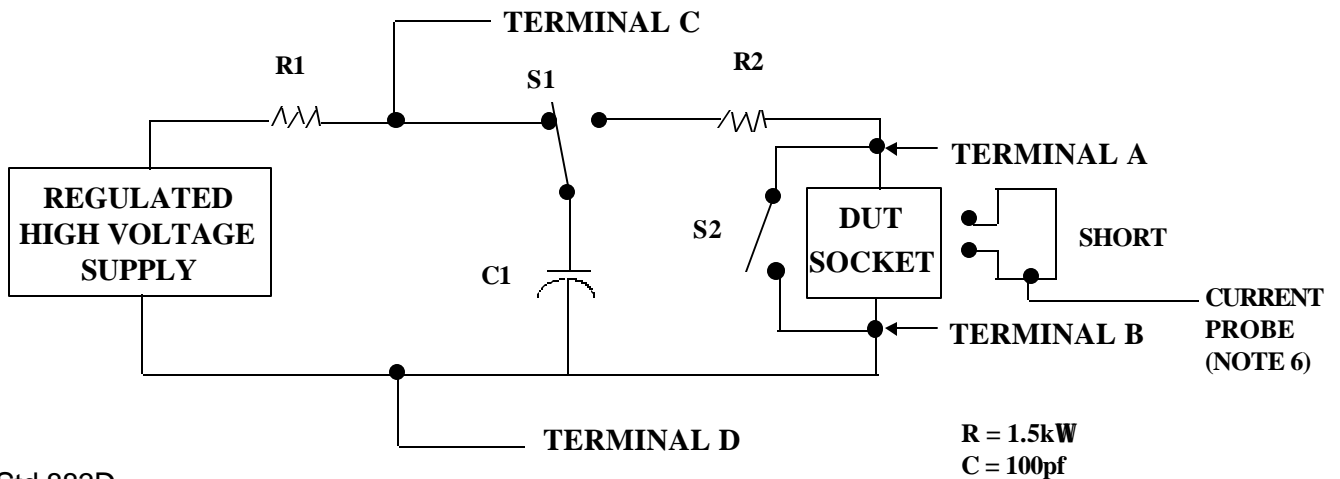 TERMINAL C
R1
S1
R2
TERMINAL A
REGULATED
HIGH VOLTAGE
SUPPLY
S2
DUT
SOCKET
SHORT
C1
CURRENT
PROBE
(NOTE 6)
TERMINAL B
TERMINAL D
R = 1.5kW
C = 100pf